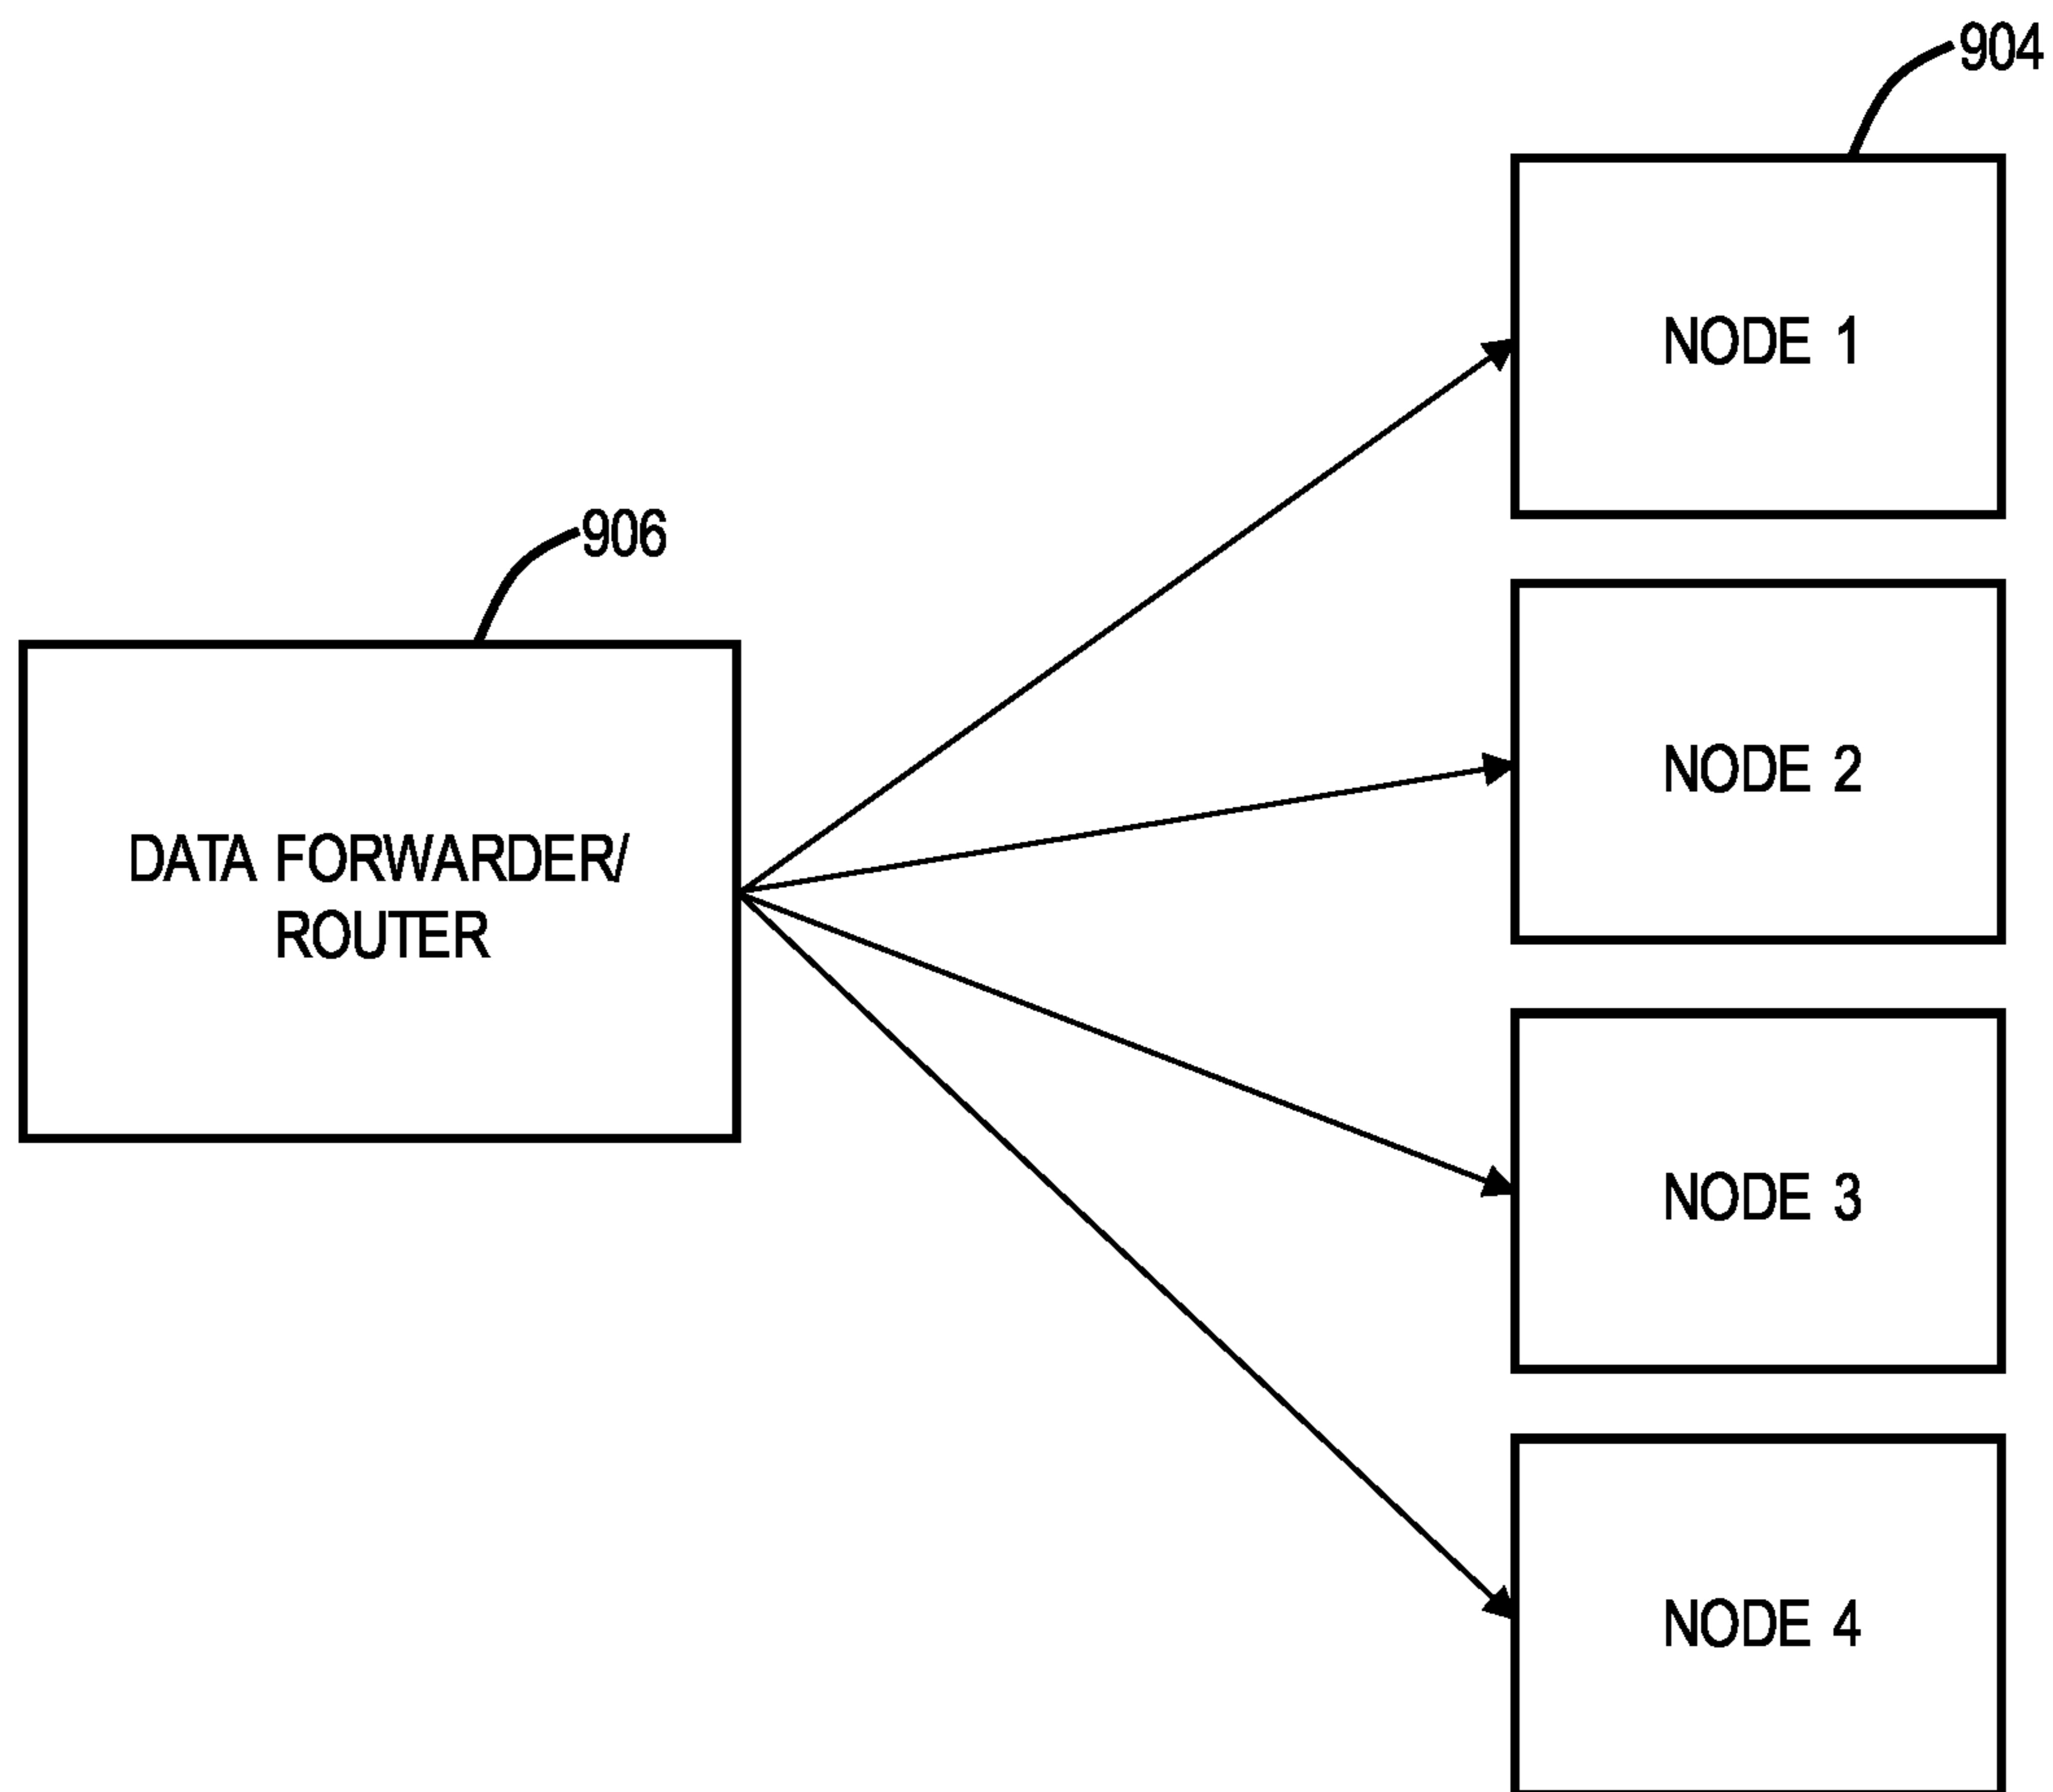 904
NODE 1
906
NODE 2
DATA FORWARDER/
ROUTER
NODE 3
NODE 4